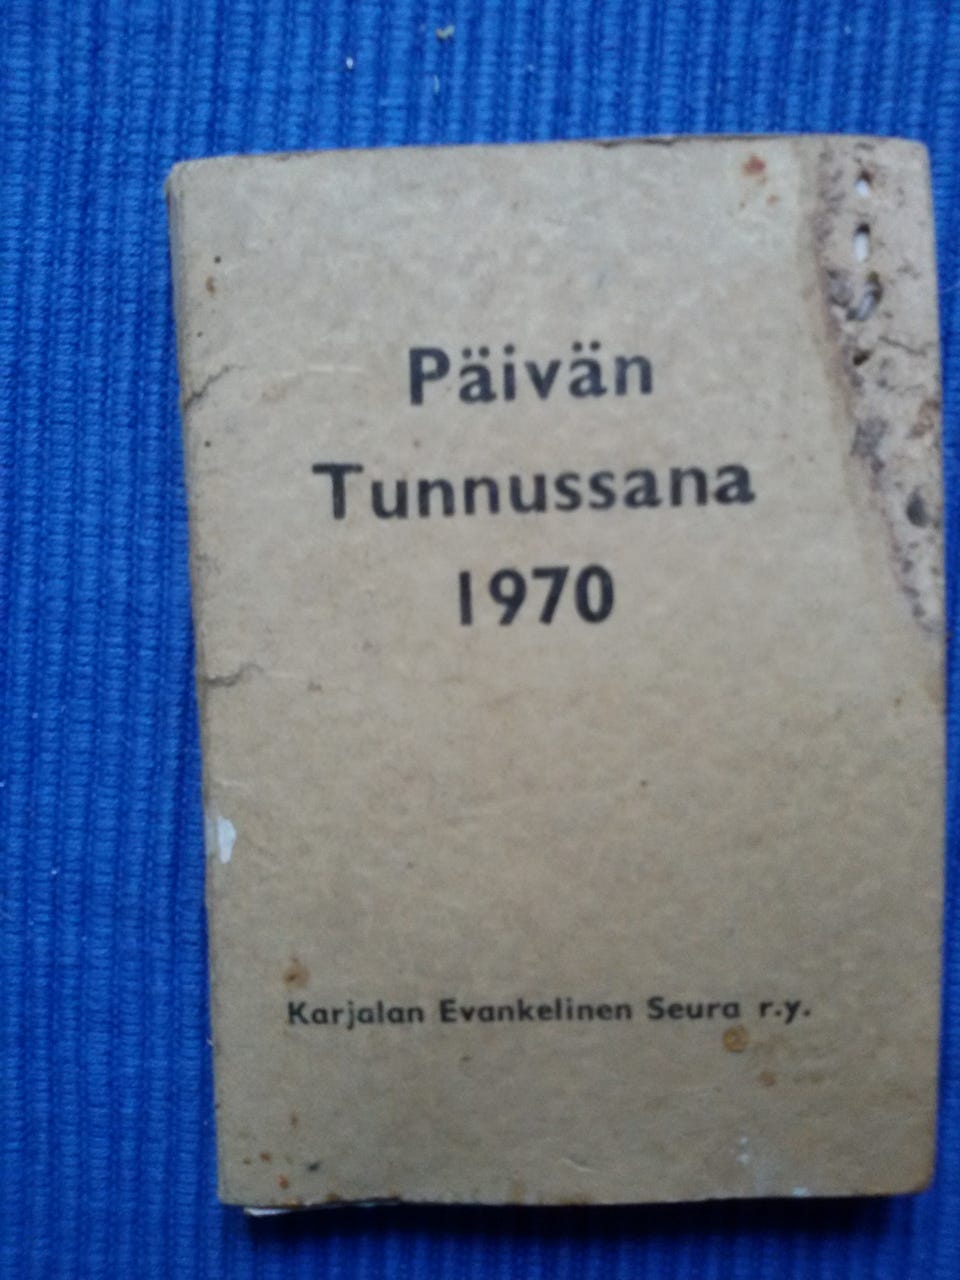 Päivän
Tunnussana
1970
Karjalan Evankelinen Seura r.y.